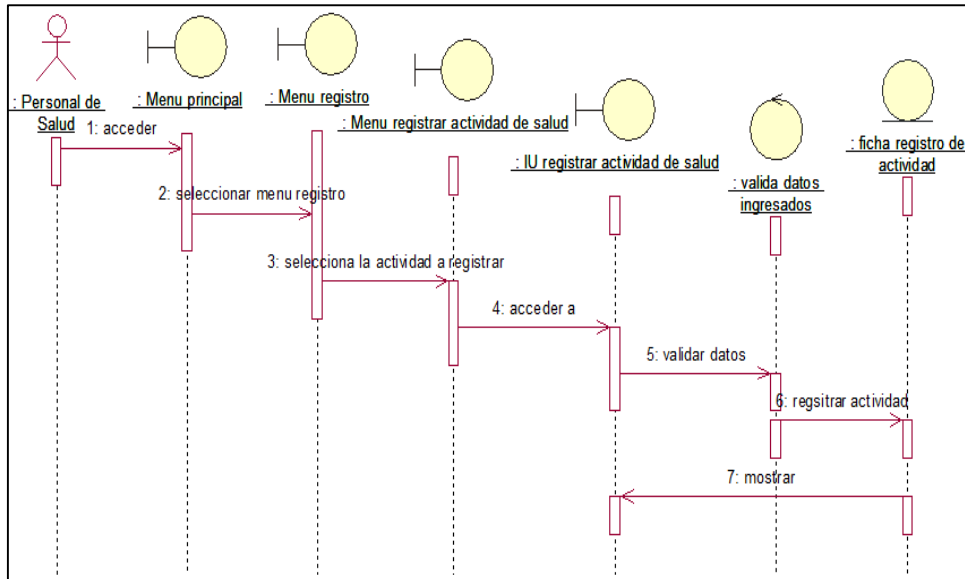 : Personal de
Salud
: Menu principal
: Menu registro
: Menu registrar actividad de salud
: IU registrar actividad de salud
: valida datos
ingresados
: ficha registro de
actividad
1: acceder
2: seleccionar menu registro
3: selecciona la actividad a registrar
4: acceder a
5: validar datos
6: regsitrar actividad
7: mostrar